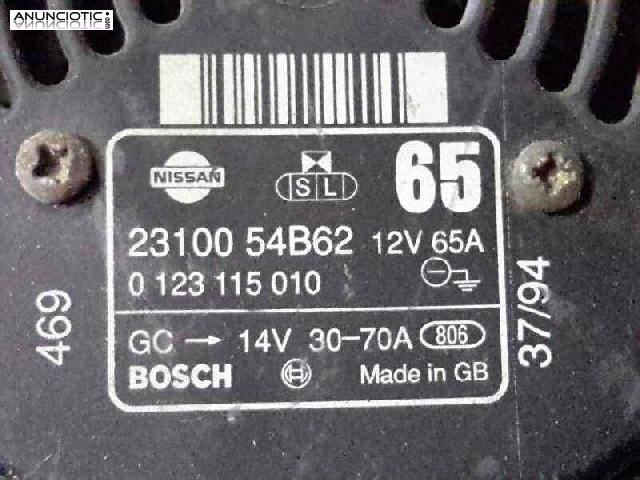 ANUNCIOTIC.com
NISSAN
S L
65
23100 54B62 12V 65A
0 123 115 010
GC → 14V 30-70A 806
BOSCH Made in GB
469
37/94